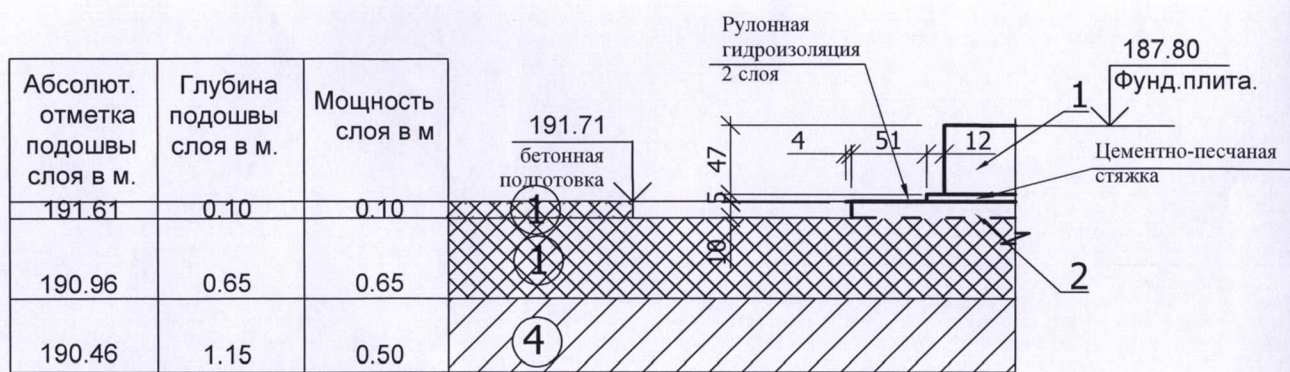 Абсолют.
отметка
подошвы
слоя в м.
Глубина
подошвы
слоя в м.
Мощность
слоя в м
191.61
0.10
0.10
190.96
0.65
0.65
190.46
1.15
0.50
191.71
бетонная
подготовка
1
1
4
Рулонная
гидроизоляция
2 слоя
187.80
Фунд.плита.
1
4
51
12
47
5
10
Цементно-песчаная
стяжка
2